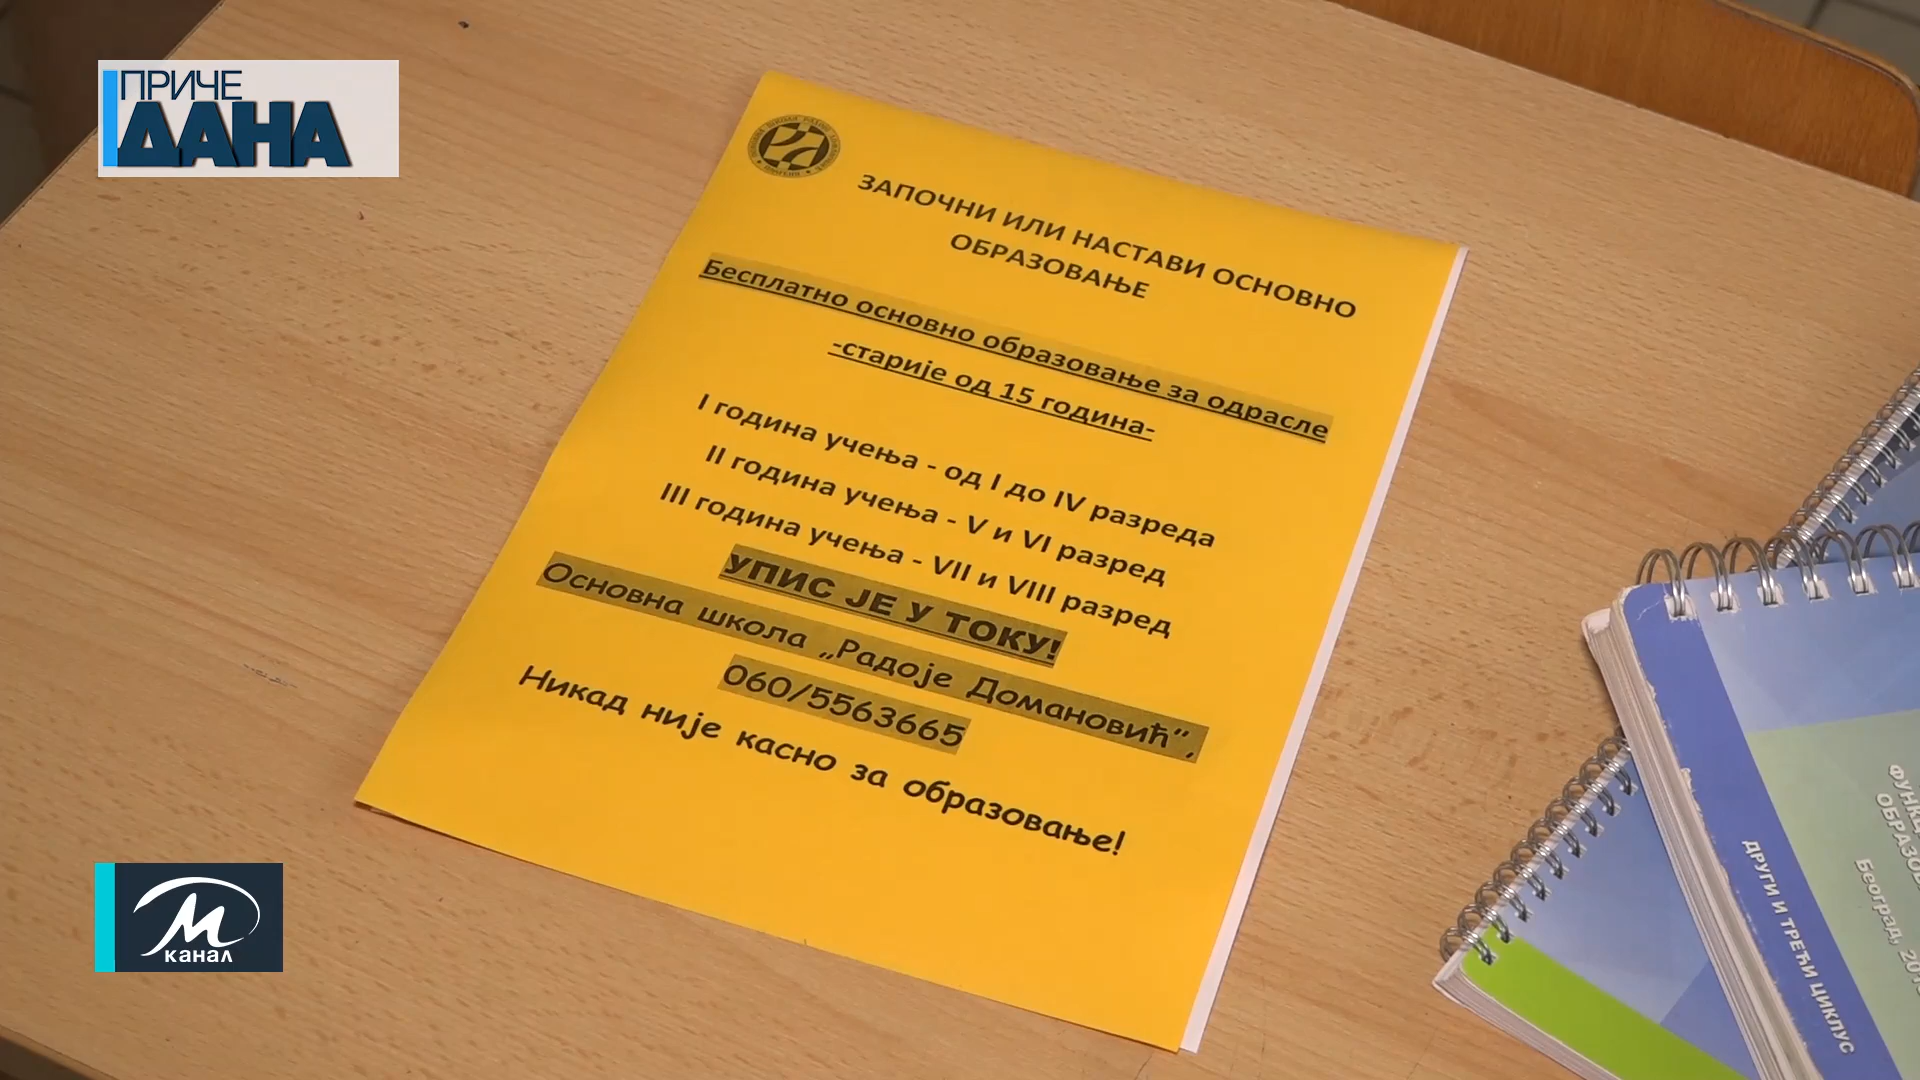 ПРИЧЕ
ДАНА
ЗАПОЧНИ ИЛИ НАСТАВИ ОСНОВНО
ОБРАЗОВАЊЕ
Бесплатно основно образовање за одрасле
-старије од 15 година-
I година учења - од I до IV разреда
II година учења - V и VI разред
III година учења - VII и VIII разред
УПИС ЈЕ У ТОКУ!
Основна школа „Радоје Домановић“,
060/5563665
Никад није касно за образовање!
ДРУГИ И ТРЕЋИ ЦИКЛУС
Београд,
М
канал